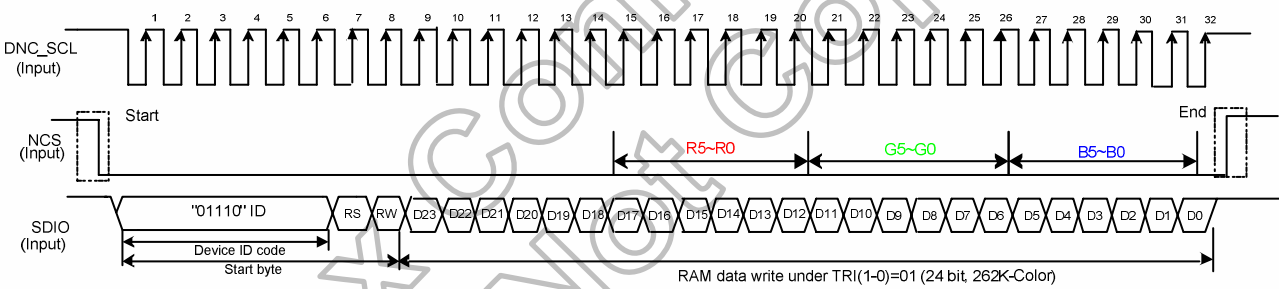 1 2 3 4 5 6 7 8 9 10 11 12 13 14 15 16 17 18 19 20 21 22 23 24 25 26 27 28 29 30 31 32
DNC_SCL
(Input)
Start
End
NCS
(Input)
R5~R0
G5~G0
B5~B0
SDIO
(Input)
"01110" ID
RS RW D23 D22 D21 D20 D19 D18 D17 D16 D15 D14 D13 D12 D11 D10 D9 D8 D7 D6 D5 D4 D3 D2 D1 D0
Device ID code
Start byte
RAM data write under TRI(1-0)=01 (24 bit, 262K-Color)